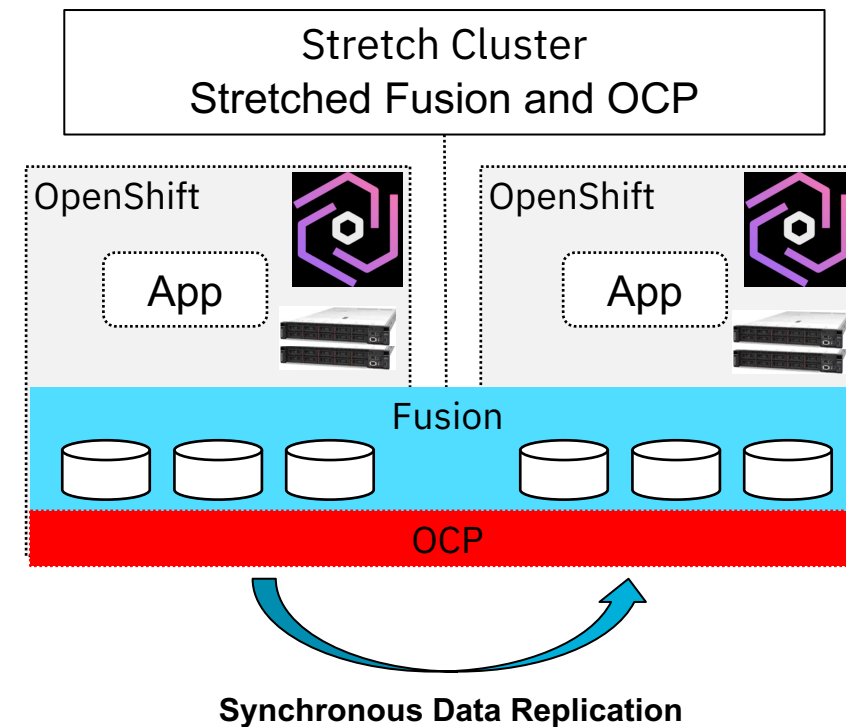 Stretch Cluster
Stretched Fusion and OCP
OpenShift
OpenShift
App
App
Fusion
OCP
Synchronous Data Replication